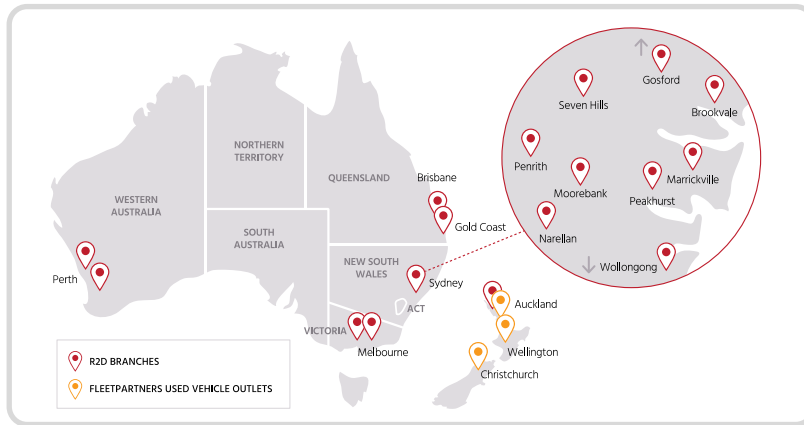 NORTHERN
TERRITORY
QUEENSLAND
WESTERN
AUSTRALIA
SOUTH
AUSTRALIA
NEW SOUTH
WALES
ACT
VICTORIA
Perth
Brisbane
Gold Coast
Sydney
Melbourne
Auckland
Wellington
Christchurch
Gosford
Seven Hills
Brookvale
Penrith
Moorebank
Marrickville
Peakhurst
Narellan
Wollongong
R2D BRANCHES
FLEETPARTNERS USED VEHICLE OUTLETS